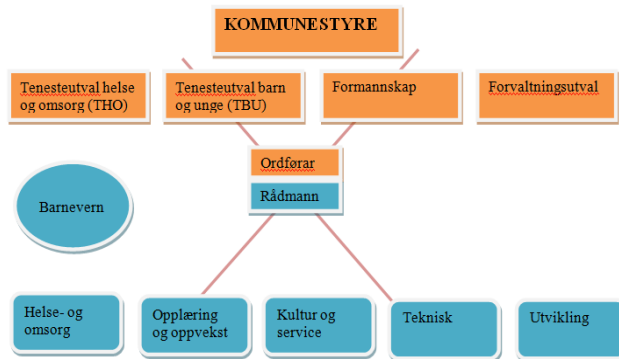 KOMMUNESTYRE
Tenesteutval helse
og omsorg (THO)
Tenesteutval barn
og unge (TBU)
Formannskap
Forvaltningsutval
Ordførar
Rådmann
Barnevern
Helse- og
omsorg
Opplæring
og oppvekst
Kultur og
service
Teknisk
Utvikling